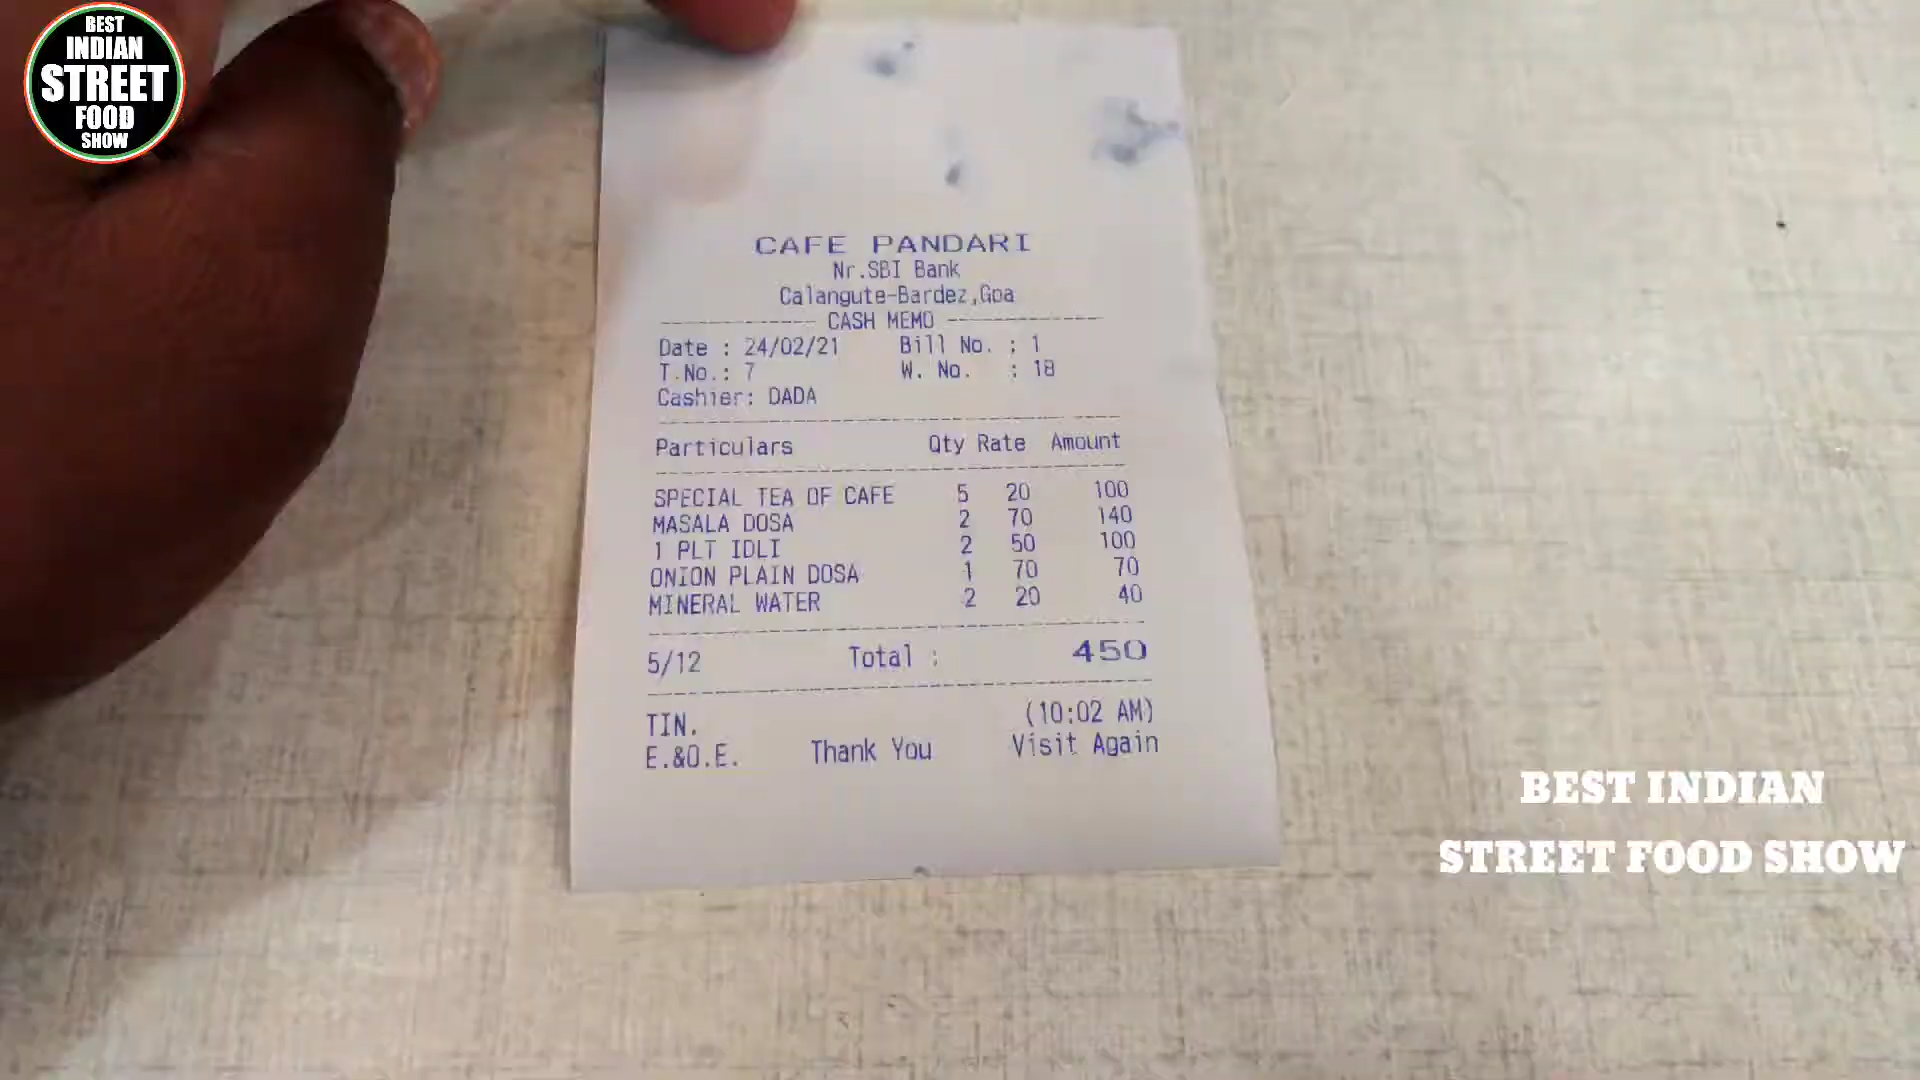 BEST
INDIAN
STREET
FOOD
SHOW
CAFE PANDARI
Nr.SBI Bank
Calangute-Bardez,Goa
CASH MEMO
Date : 24/02/21 Bill No. : 1
T.No.: 7 W. No. : 18
Cashier: DADA
Particulars Qty Rate Amount
SPECIAL TEA OF CAFE 5 20 100
MASALA DOSA 2 70 140
1 PLT IDLI 2 50 100
ONION PLAIN DOSA 1 70 70
MINERAL WATER 2 20 40
5/12 Total : 450
TIN. (10:02 AM)
E.&O.E. Thank You Visit Again
BEST INDIAN
STREET FOOD SHOW